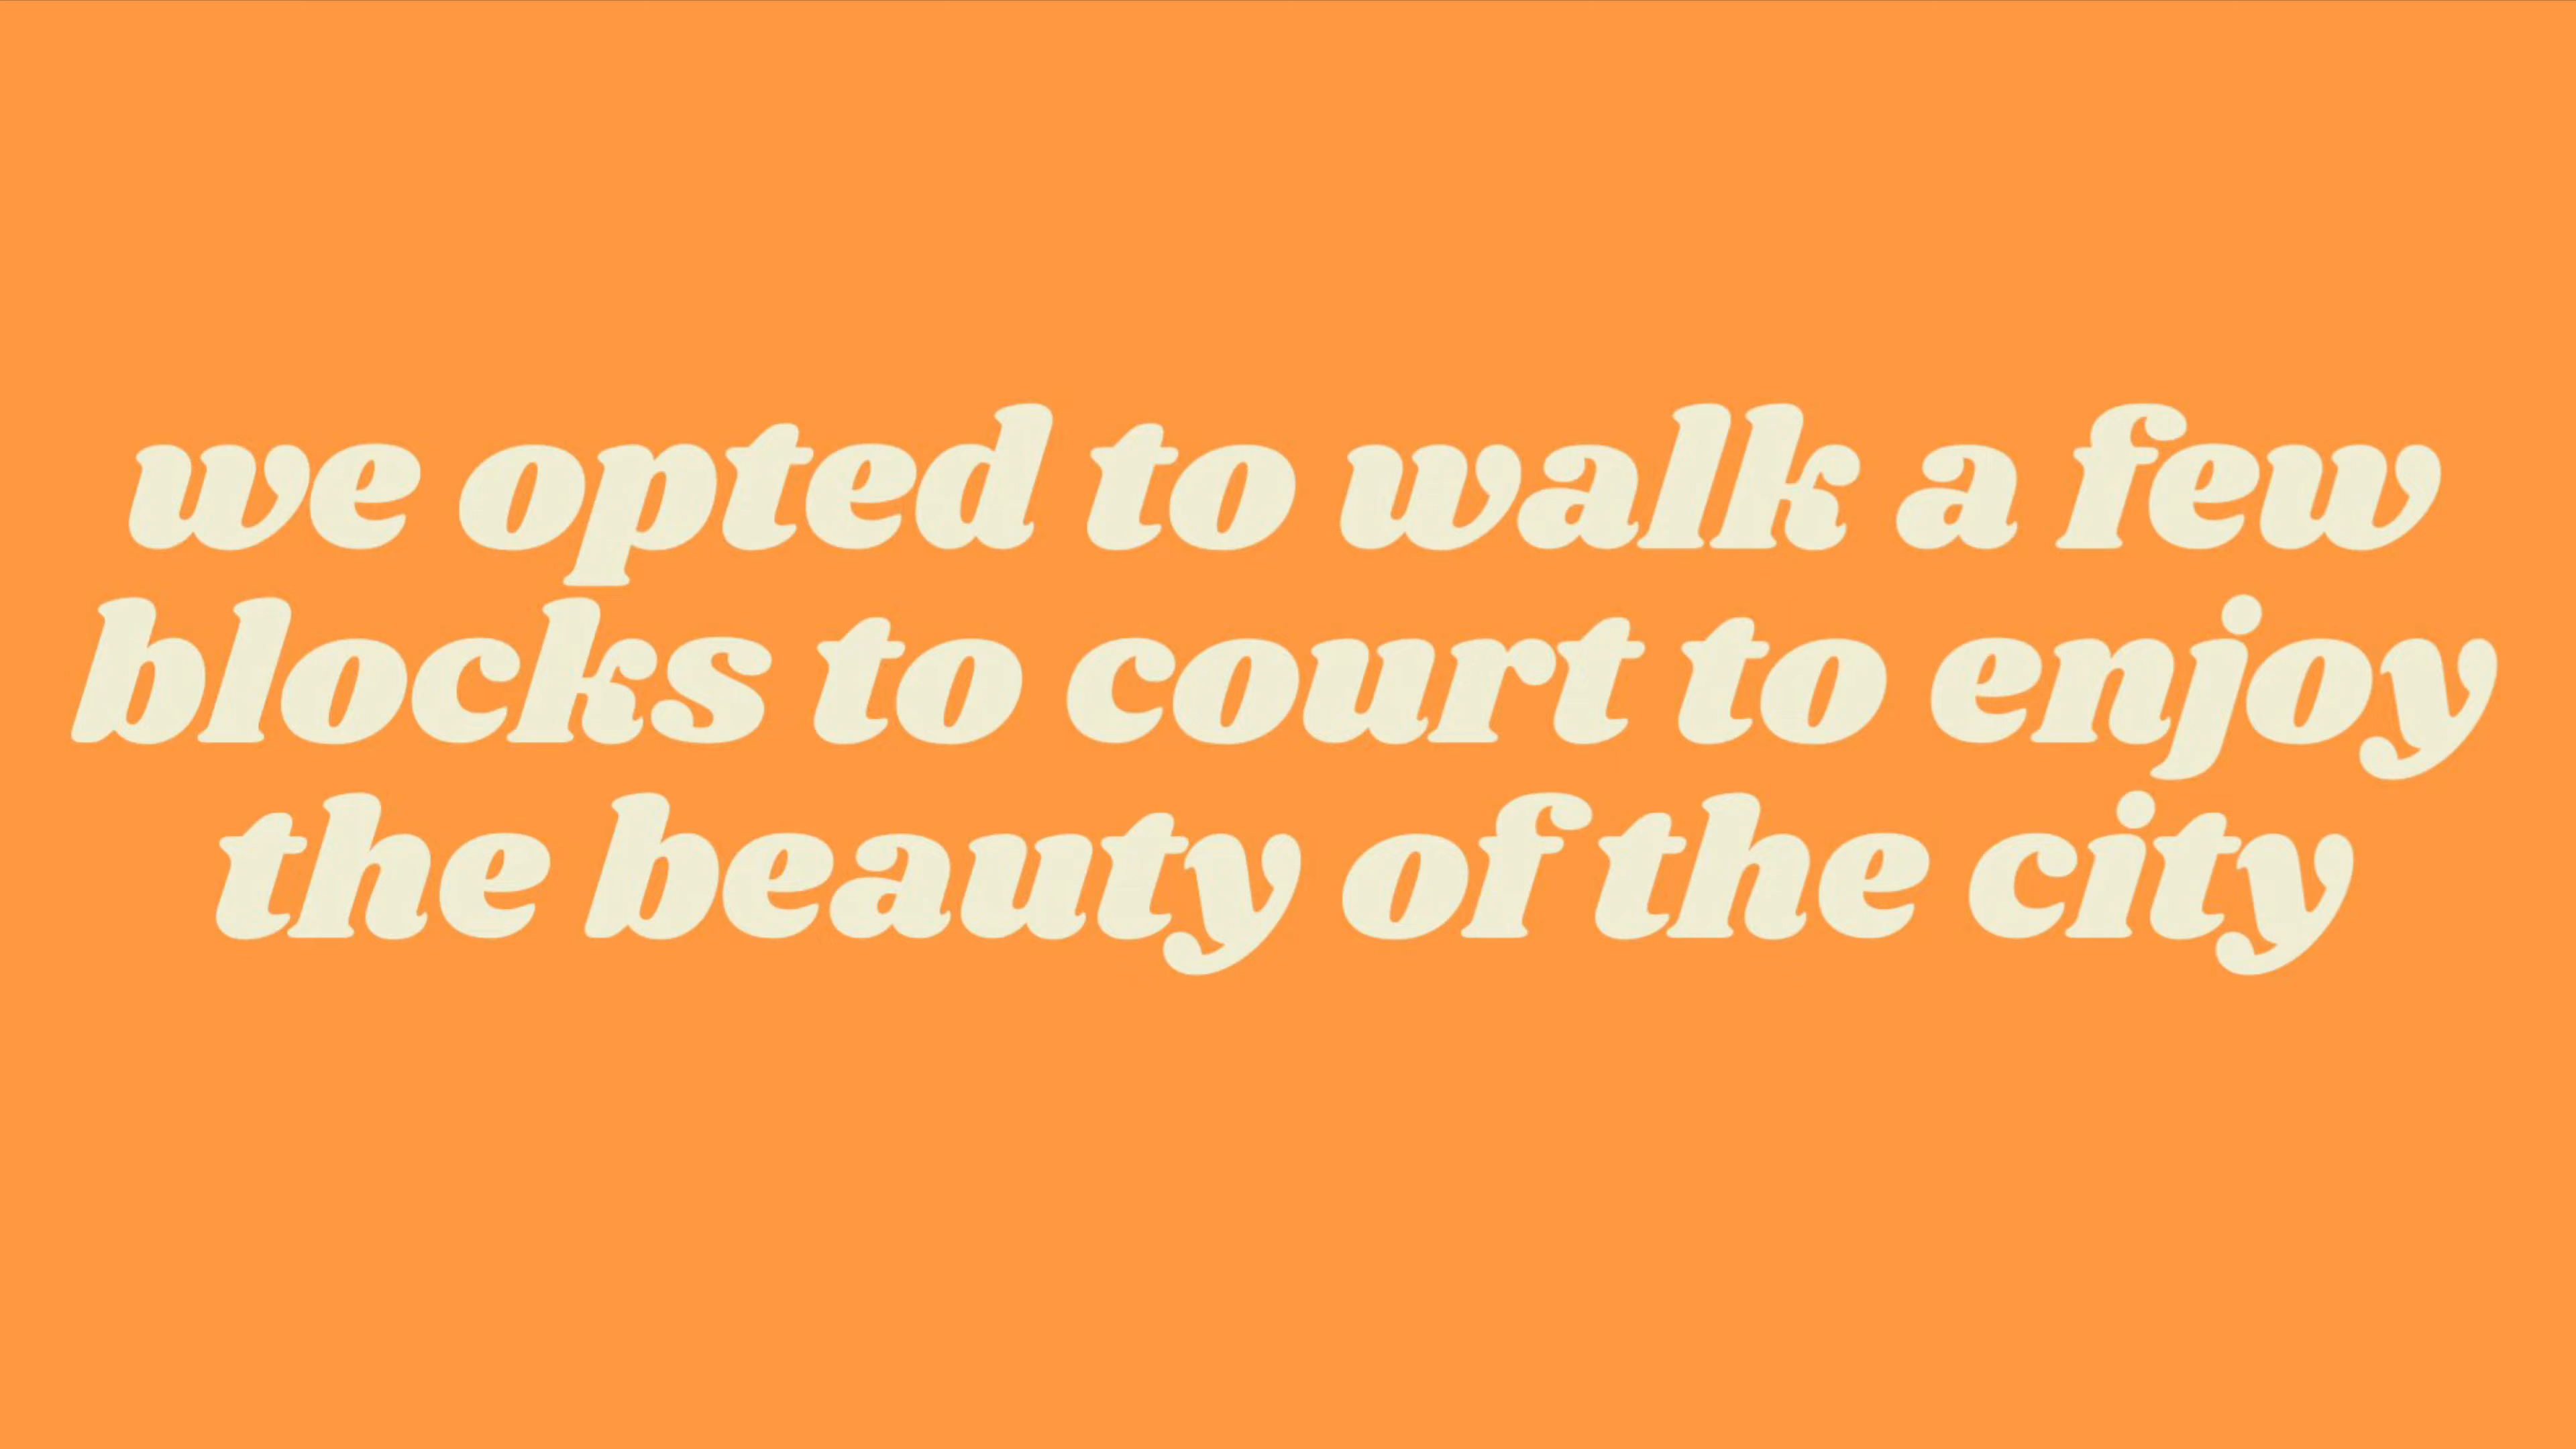 we opted to walk a few
blocks to court to enjoy
the beauty of the city